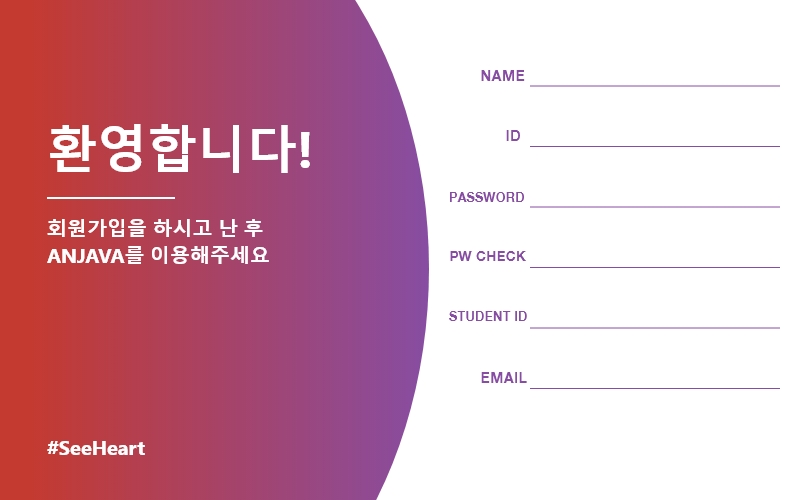 환영합니다!
회원가입을 하시고 난 후
ANJAVA를 이용해주세요
#SeeHeart
NAME
ID
PASSWORD
PW CHECK
STUDENT ID
EMAIL